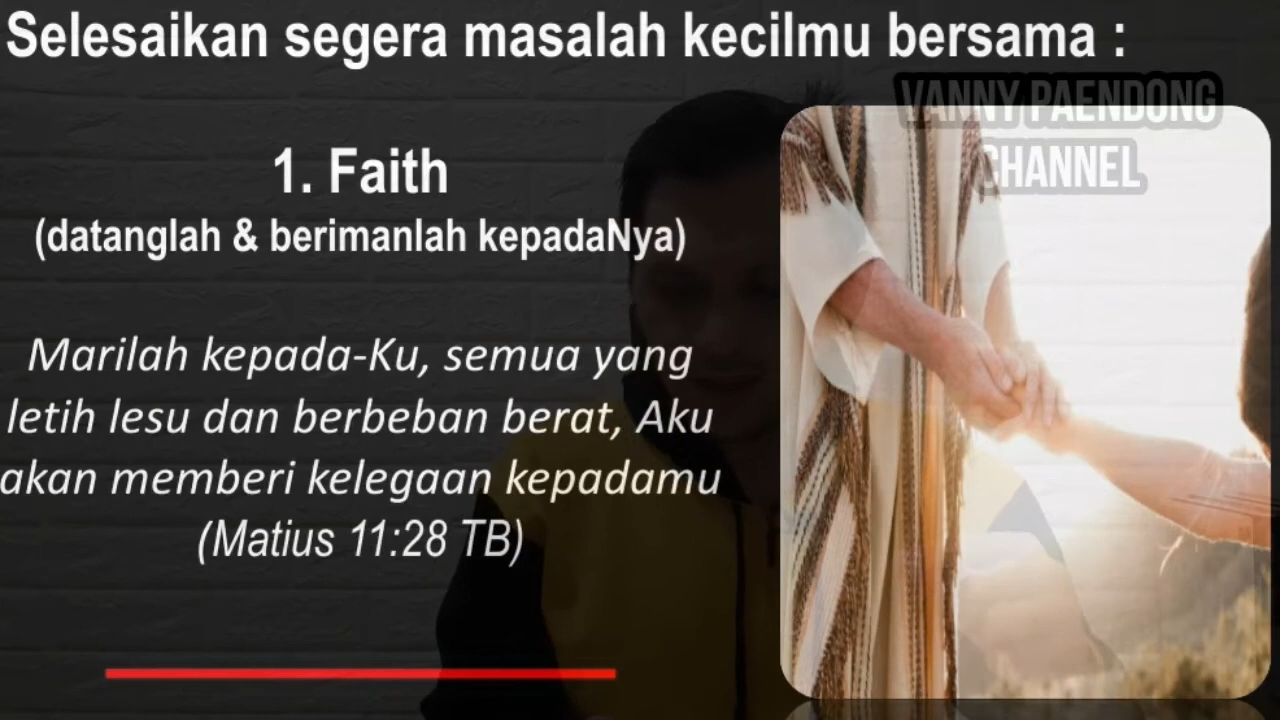 Selesaikan segera masalah kecilmu bersama :
VANNY PAENDONG
CHANNEL
1. Faith
(datanglah & berimanlah kepadaNya)
Marilah kepada-Ku, semua yang
letih lesu dan berbeban berat, Aku
akan memberi kelegaan kepadamu
(Matius 11:28 TB)